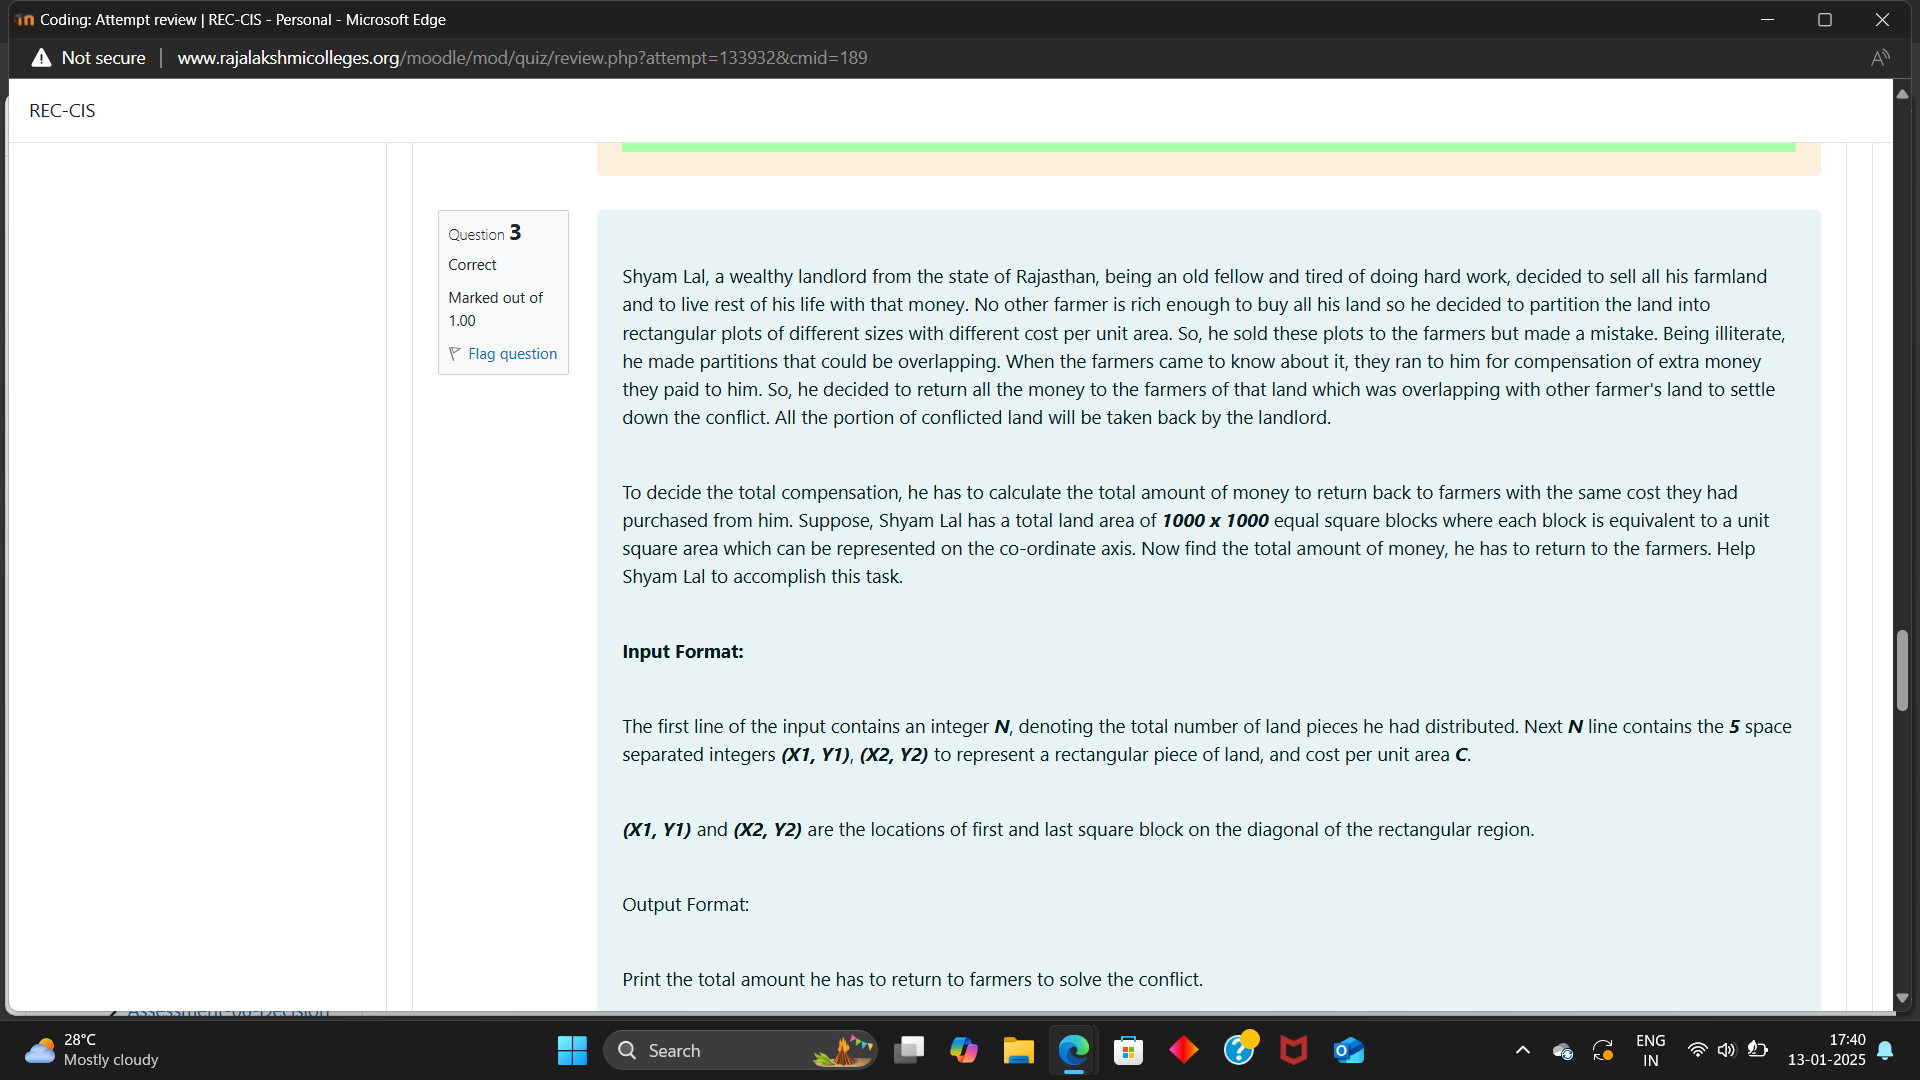 Coding: Attempt review | REC-CIS - Personal - Microsoft Edge
Not secure | www.rajalakshmicolleges.org/moodle/mod/quiz/review.php?attempt=133932&cmid=189
REC-CIS
Question 3
Correct
Marked out of
1.00
Flag question
Shyam Lal, a wealthy landlord from the state of Rajasthan, being an old fellow and tired of doing hard work, decided to sell all his farmland
and to live rest of his life with that money. No other farmer is rich enough to buy all his land so he decided to partition the land into
rectangular plots of different sizes with different cost per unit area. So, he sold these plots to the farmers but made a mistake. Being illiterate,
he made partitions that could be overlapping. When the farmers came to know about it, they ran to him for compensation of extra money
they paid to him. So, he decided to return all the money to the farmers of that land which was overlapping with other farmer's land to settle
down the conflict. All the portion of conflicted land will be taken back by the landlord.
To decide the total compensation, he has to calculate the total amount of money to return back to farmers with the same cost they had
purchased from him. Suppose, Shyam Lal has a total land area of 1000 x 1000 equal square blocks where each block is equivalent to a unit
square area which can be represented on the co-ordinate axis. Now find the total amount of money, he has to return to the farmers. Help
Shyam Lal to accomplish this task.
Input Format:
The first line of the input contains an integer N, denoting the total number of land pieces he had distributed. Next N line contains the 5 space
separated integers (X1, Y1), (X2, Y2) to represent a rectangular piece of land, and cost per unit area C.
(X1, Y1) and (X2, Y2) are the locations of first and last square block on the diagonal of the rectangular region.
Output Format:
Print the total amount he has to return to farmers to solve the conflict.
28°C
Mostly cloudy
Search
ENG
IN
17:40
13-01-2025